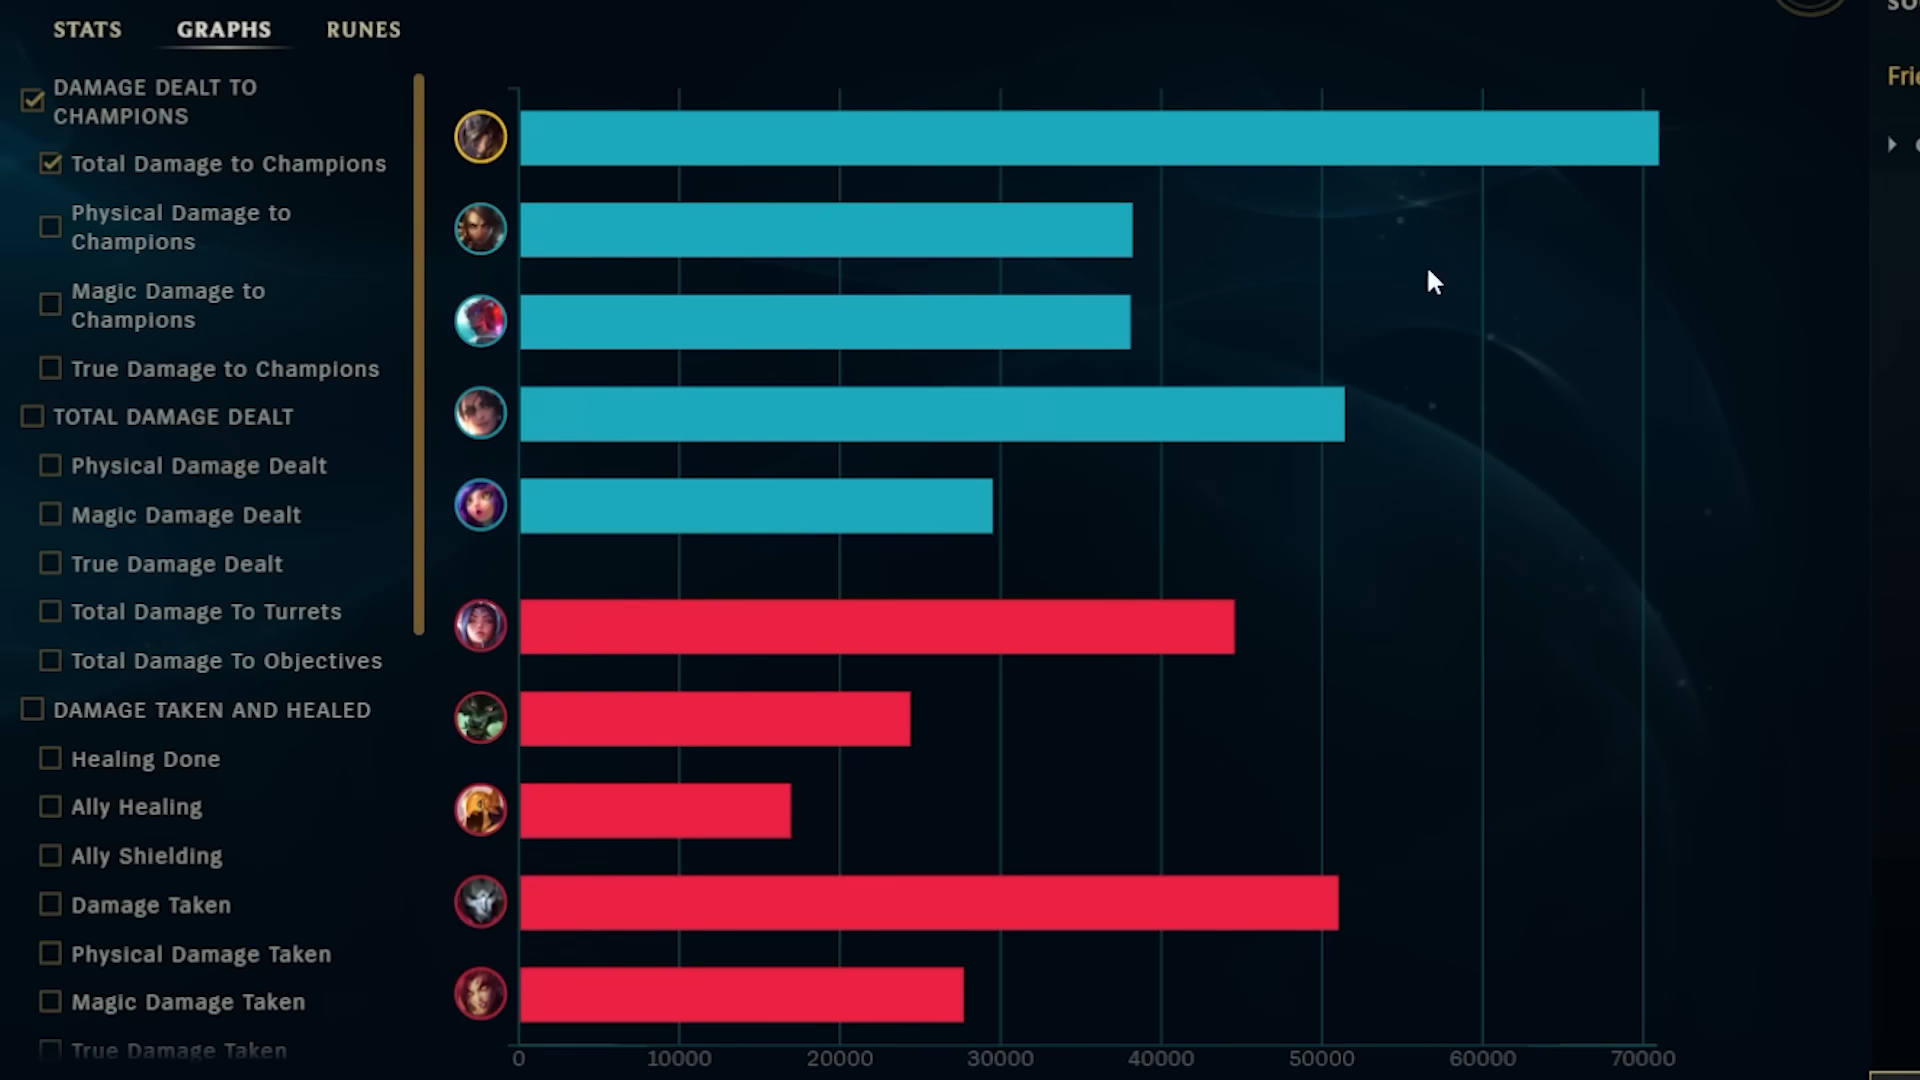 STATS GRAPHS RUNES
DAMAGE DEALT TO
CHAMPIONS
Total Damage to Champions
Physical Damage to
Champions
Magic Damage to
Champions
True Damage to Champions
TOTAL DAMAGE DEALT
Physical Damage Dealt
Magic Damage Dealt
True Damage Dealt
Total Damage To Turrets
Total Damage To Objectives
DAMAGE TAKEN AND HEALED
Healing Done
Ally Healing
Ally Shielding
Damage Taken
Physical Damage Taken
Magic Damage Taken
True Damage Taken
0 10000 20000 30000 40000 50000 60000 70000
Frie